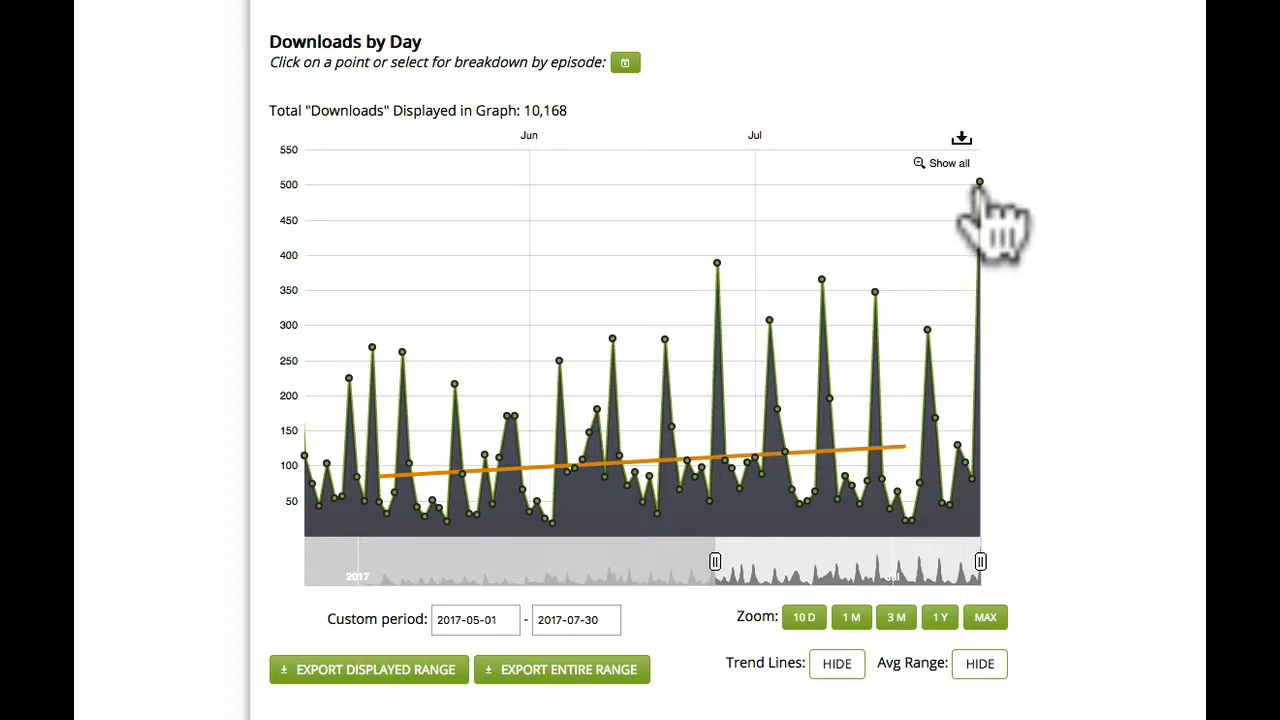 Downloads by Day
Click on a point or select for breakdown by episode:
Total "Downloads" Displayed in Graph: 10,168
Jun Jul
Show all
550
500
450
400
350
300
250
200
150
100
50
2017 Jul
Custom period: 2017-05-01 - 2017-07-30
Zoom: 10 D 1 M 3 M 1 Y MAX
EXPORT DISPLAYED RANGE EXPORT ENTIRE RANGE
Trend Lines: HIDE Avg Range: HIDE